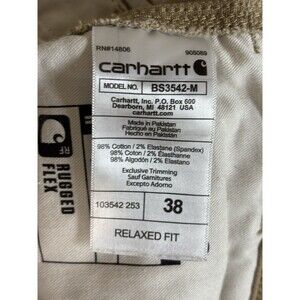 RN#14806 905089
carhartt
MODEL NO. BS3542-M
Carhartt, Inc. P.O. Box 600
Dearborn, MI 48121 USA
carhartt.com
Made in Pakistan
Fabriqué au Pakistan
Hecho en Pakistan
98% Cotton / 2% Elastane (Spandex)
98% Coton / 2% Élasthanne
98% Algodón / 2% Elastano
Exclusive Trimming
Sauf Garnitures
Excepto Adorno
103542 253 38
RELAXED FIT
RUGGED
FLEX